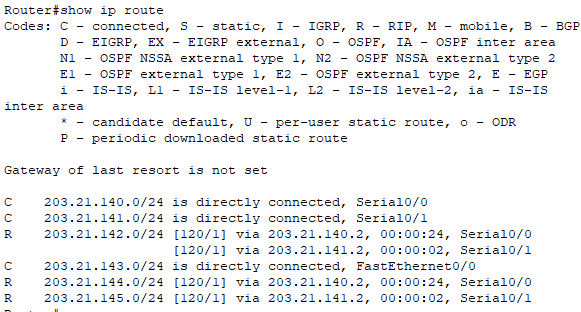 Router#show ip route
Codes: C - connected, S - static, I - IGRP, R - RIP, M - mobile, B - BGP
D - EIGRP, EX - EIGRP external, O - OSPF, IA - OSPF inter area
N1 - OSPF NSSA external type 1, N2 - OSPF NSSA external type 2
E1 - OSPF external type 1, E2 - OSPF external type 2, E - EGP
i - IS-IS, L1 - IS-IS level-1, L2 - IS-IS level-2, ia - IS-IS
inter area
* - candidate default, U - per-user static route, o - ODR
P - periodic downloaded static route
Gateway of last resort is not set
C 203.21.140.0/24 is directly connected, Serial0/0
C 203.21.141.0/24 is directly connected, Serial0/1
R 203.21.142.0/24 [120/1] via 203.21.140.2, 00:00:24, Serial0/0
[120/1] via 203.21.141.2, 00:00:02, Serial0/1
C 203.21.143.0/24 is directly connected, FastEthernet0/0
R 203.21.144.0/24 [120/1] via 203.21.140.2, 00:00:24, Serial0/0
R 203.21.145.0/24 [120/1] via 203.21.141.2, 00:00:02, Serial0/1